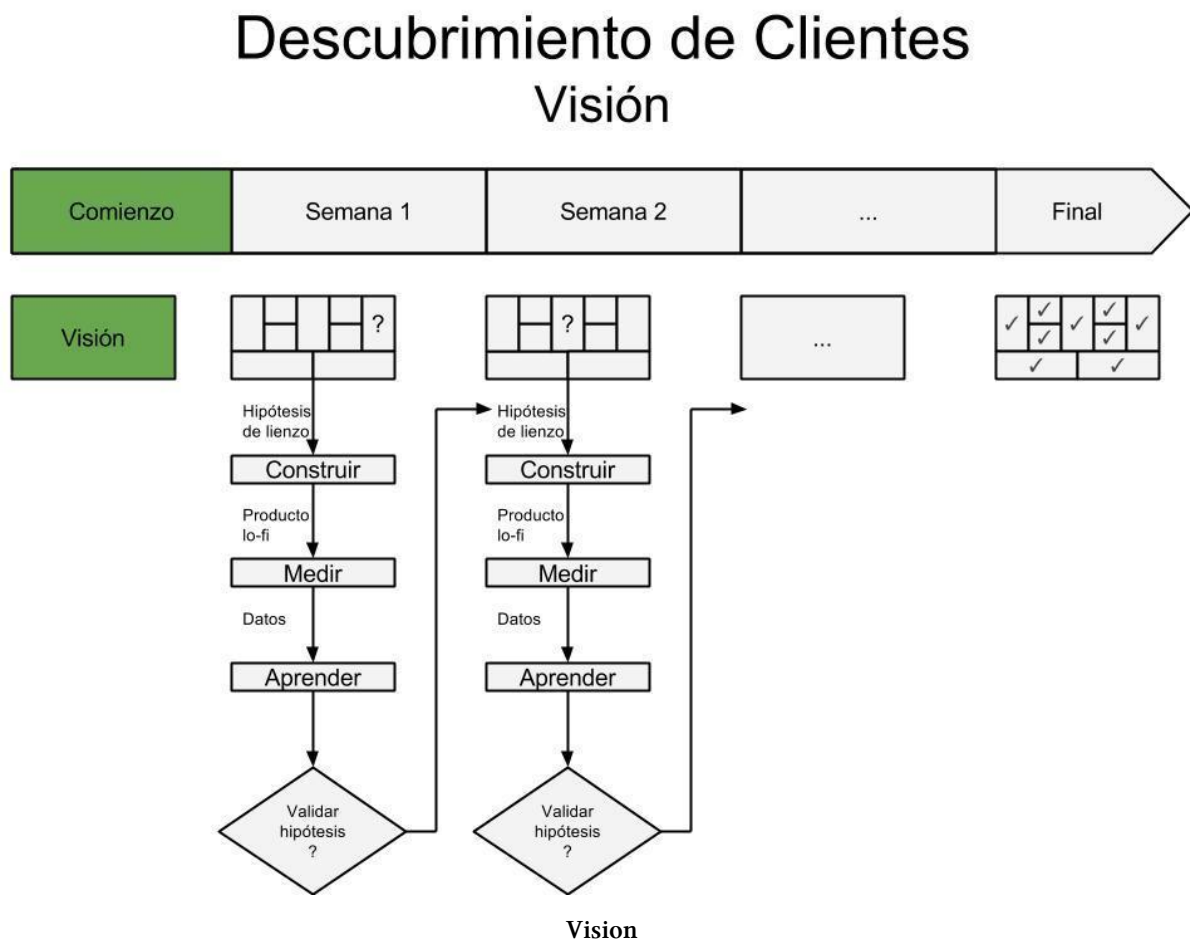 Descubrimiento de Clientes
Visión
Comienzo
Semana 1
Semana 2
...
Final
Visión
?
?
...
✓ ✓ ✓ ✓ ✓
✓ ✓
✓ ✓
Hipótesis
de lienzo
Construir
Producto
lo-fi
Medir
Datos
Aprender
Validar
hipótesis
?
Hipótesis
de lienzo
Construir
Producto
lo-fi
Medir
Datos
Aprender
Validar
hipótesis
?
Vision